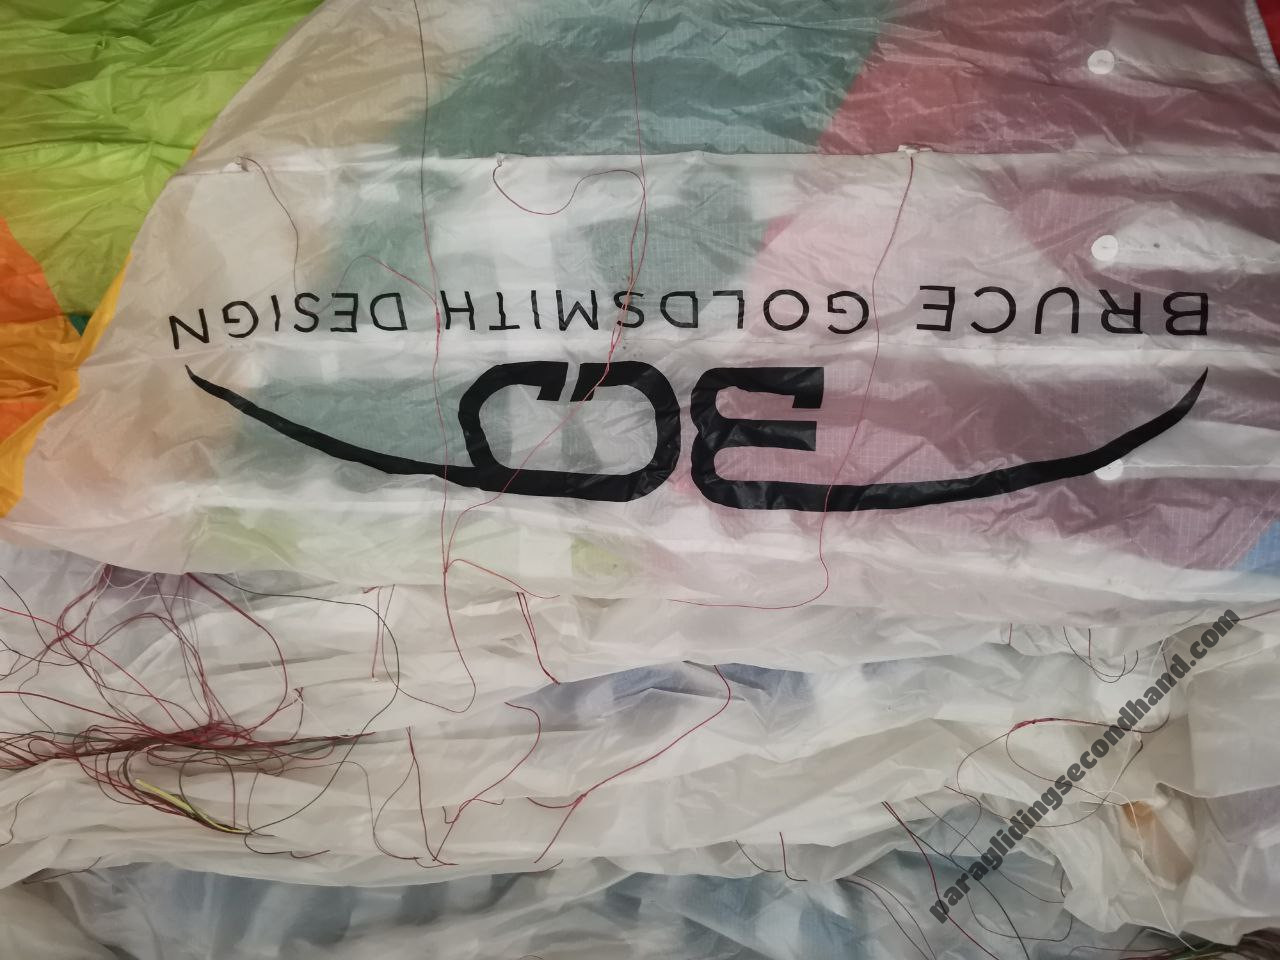 BGD
BRUCE GOLDSMITH DESIGN
paraglidingsecondhand.com